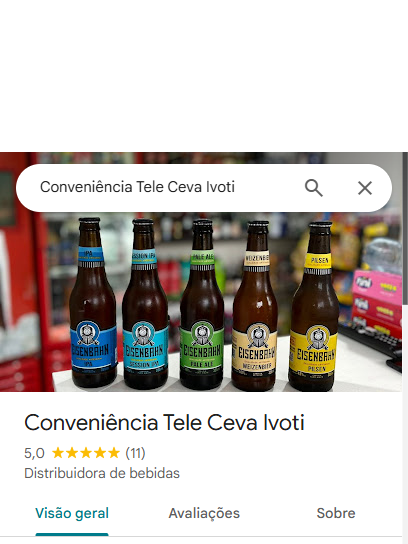 Conveniência Tele Ceva Ivoti
IPA
SESSION IPA
PALE ALE
WEIZENBIER
PILSEN
EISENBAHN
IPA
EISENBAHN
SESSION IPA
EISENBAHN
PALE ALE
EISENBAHN
WEIZENBIER
EISENBAHN
PILSEN
Conveniência Tele Ceva Ivoti
5,0 ★★★★★ (11)
Distribuidora de bebidas
Visão geral Avaliações Sobre